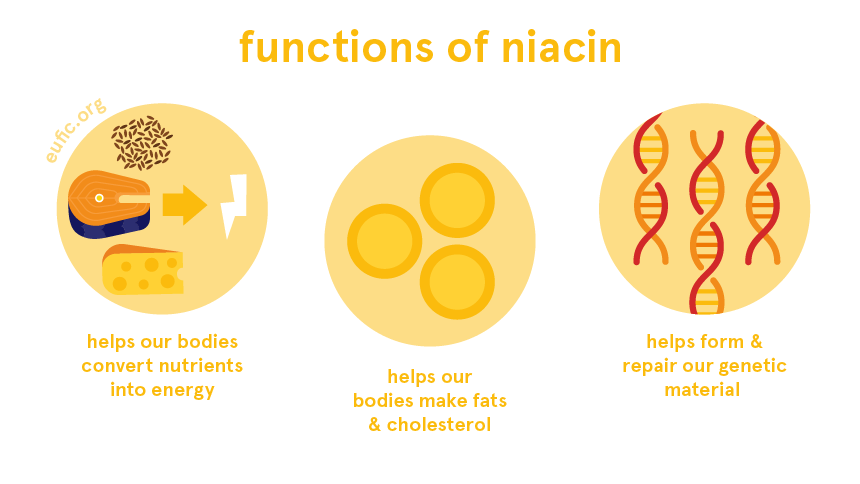 functions of niacin
eufic.org
helps our bodies
convert nutrients
into energy
helps our
bodies make fats
& cholesterol
helps form &
repair our genetic
material